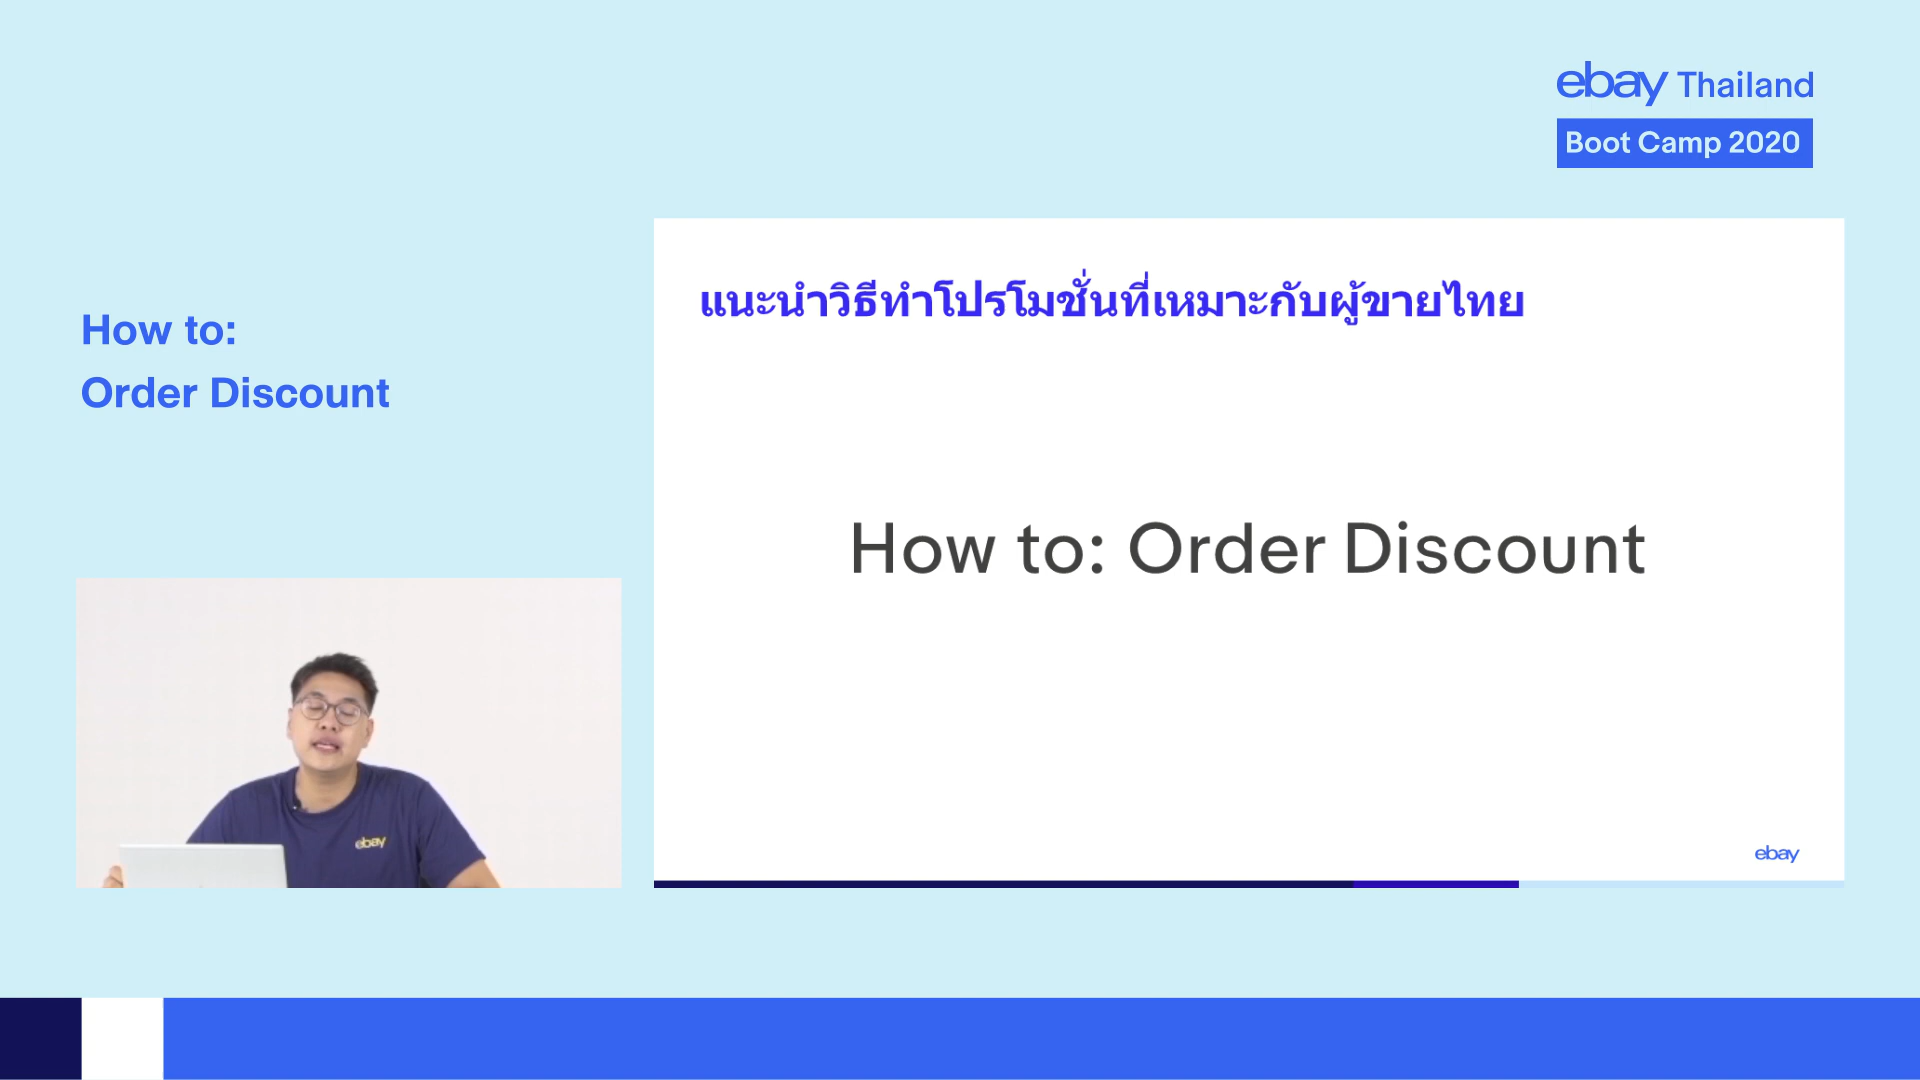 ebay Thailand
Boot Camp 2020
How to:
Order Discount
แนะนำวิธีทำโปรโมชั่นที่เหมาะกับผู้ขายไทย
How to: Order Discount
ebay
ebay